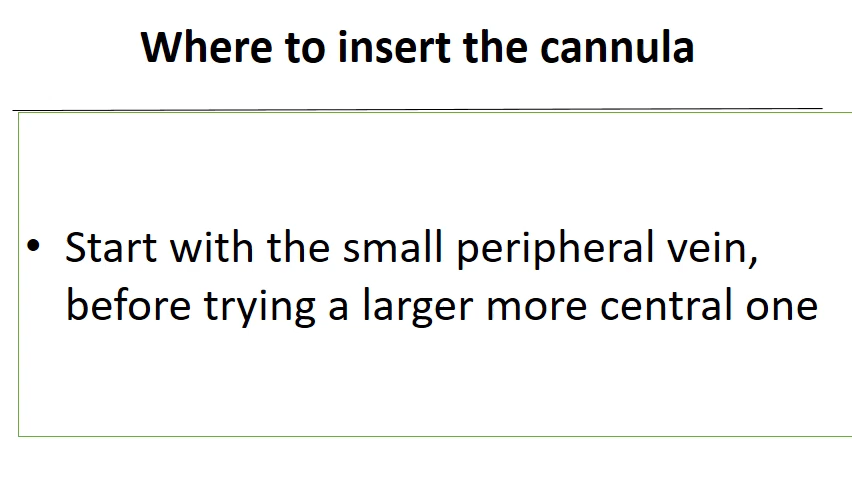 Where to insert the cannula
• Start with the small peripheral vein,
before trying a larger more central one